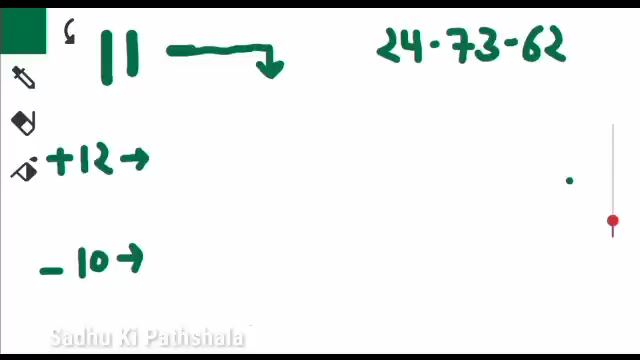 11 → 24-73-62
+12 →
- 10 →
Sadhu Ki Pathshala